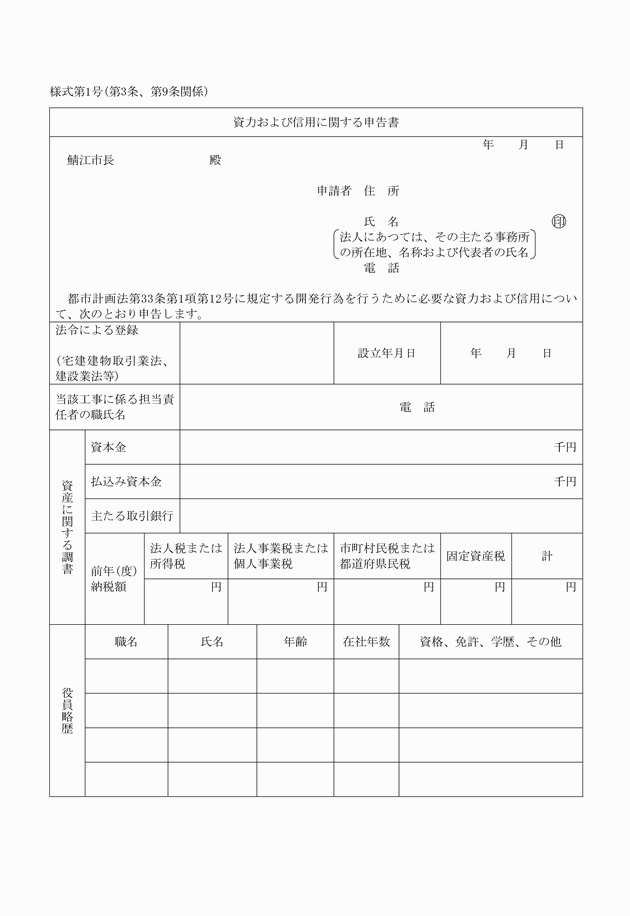 様式第1号(第3条、第9条関係)
資力および信用に関する申告書
年　月　日
鯖江市長　殿
申請者　住　所
氏　名　㊞
法人にあつては、その主たる事務所
の所在地、名称および代表者の氏名
電　話
都市計画法第33条第1項第12号に規定する開発行為を行うために必要な資力および信用につい
て、次のとおり申告します。
法令による登録
(宅建建物取引業法、
建設業法等)
設立年月日
年　月　日
当該工事に係る担当責
任者の職氏名
電　話
資産に関する調書
資本金
千円
払込み資本金
千円
主たる取引銀行
前年(度)
納税額
法人税または
所得税
法人事業税または
個人事業税
市町村民税または
都道府県民税
固定資産税
計
円
円
円
円
円
役員略歴
職名
氏名
年齢
在社年数
資格、免許、学歴、その他